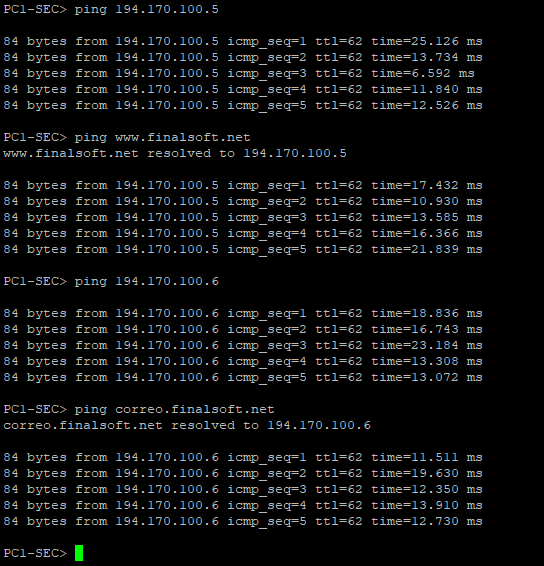 PC1-SEC> ping 194.170.100.5
84 bytes from 194.170.100.5 icmp_seq=1 ttl=62 time=25.126 ms
84 bytes from 194.170.100.5 icmp_seq=2 ttl=62 time=13.734 ms
84 bytes from 194.170.100.5 icmp_seq=3 ttl=62 time=6.592 ms
84 bytes from 194.170.100.5 icmp_seq=4 ttl=62 time=11.840 ms
84 bytes from 194.170.100.5 icmp_seq=5 ttl=62 time=12.526 ms
PC1-SEC> ping www.finalsoft.net
www.finalsoft.net resolved to 194.170.100.5
84 bytes from 194.170.100.5 icmp_seq=1 ttl=62 time=17.432 ms
84 bytes from 194.170.100.5 icmp_seq=2 ttl=62 time=10.930 ms
84 bytes from 194.170.100.5 icmp_seq=3 ttl=62 time=13.585 ms
84 bytes from 194.170.100.5 icmp_seq=4 ttl=62 time=16.366 ms
84 bytes from 194.170.100.5 icmp_seq=5 ttl=62 time=21.839 ms
PC1-SEC> ping 194.170.100.6
84 bytes from 194.170.100.6 icmp_seq=1 ttl=62 time=18.836 ms
84 bytes from 194.170.100.6 icmp_seq=2 ttl=62 time=16.743 ms
84 bytes from 194.170.100.6 icmp_seq=3 ttl=62 time=23.184 ms
84 bytes from 194.170.100.6 icmp_seq=4 ttl=62 time=13.308 ms
84 bytes from 194.170.100.6 icmp_seq=5 ttl=62 time=13.072 ms
PC1-SEC> ping correo.finalsoft.net
correo.finalsoft.net resolved to 194.170.100.6
84 bytes from 194.170.100.6 icmp_seq=1 ttl=62 time=11.511 ms
84 bytes from 194.170.100.6 icmp_seq=2 ttl=62 time=19.630 ms
84 bytes from 194.170.100.6 icmp_seq=3 ttl=62 time=12.350 ms
84 bytes from 194.170.100.6 icmp_seq=4 ttl=62 time=13.910 ms
84 bytes from 194.170.100.6 icmp_seq=5 ttl=62 time=12.730 ms
PC1-SEC>